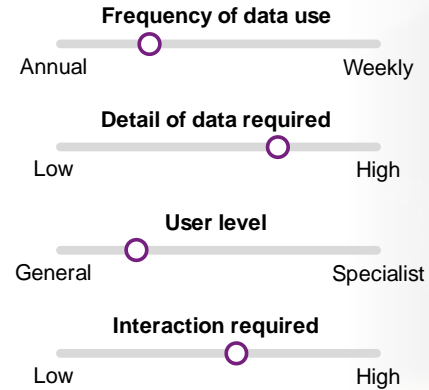 Frequency of data use
Annual Weekly
Detail of data required
Low High
User level
General Specialist
Interaction required
Low High